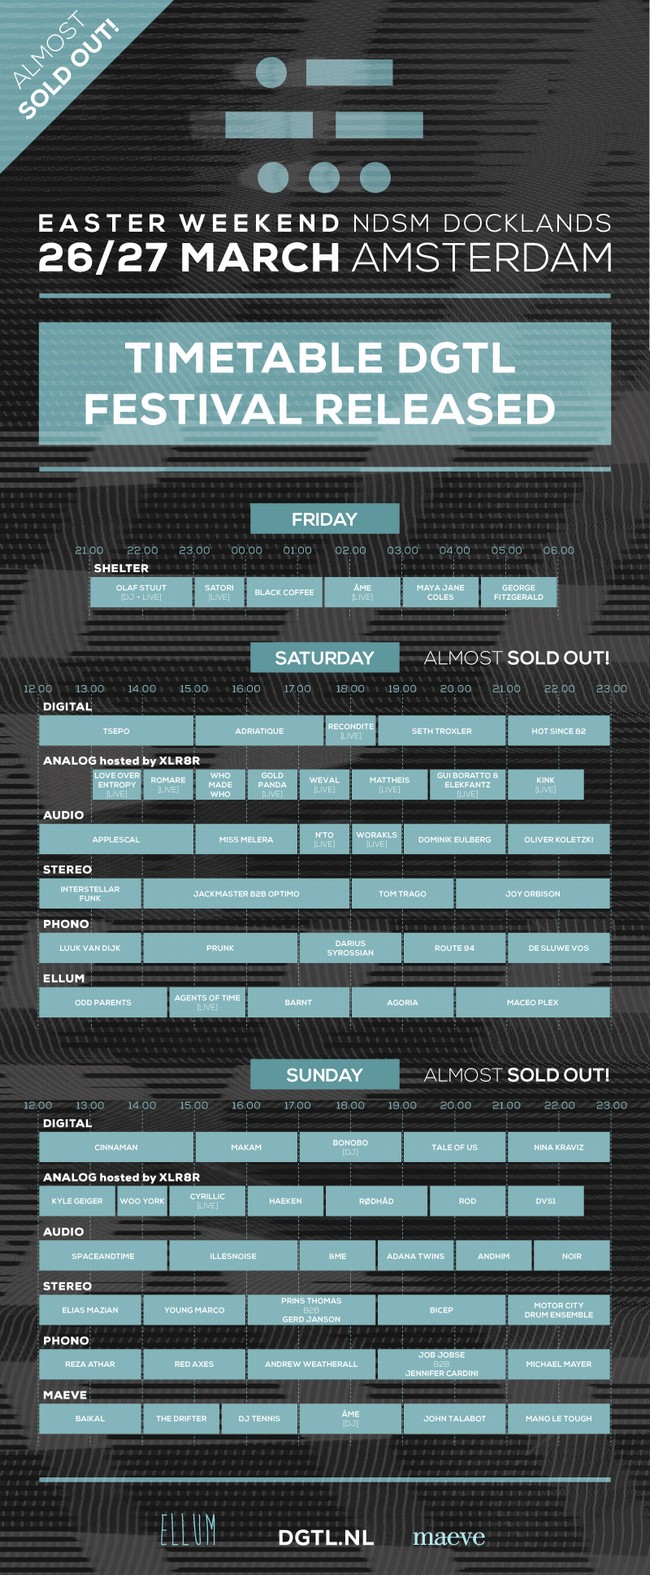 ALMOST
SOLD OUT!
EASTER WEEKEND NDSM DOCKLANDS
26/27 MARCH AMSTERDAM
TIMETABLE DGTL
FESTIVAL RELEASED
FRIDAY
21.00 22.00 23.00 00.00 01.00 02.00 03.00 04.00 05.00 06.00
SHELTER
OLAF STUUT [DJ + LIVE] SATORI [LIVE] BLACK COFFEE ÂME [LIVE] MAYA JANE COLES GEORGE FITZGERALD
SATURDAY ALMOST SOLD OUT!
12.00 13.00 14.00 15.00 16.00 17.00 18.00 19.00 20.00 21.00 22.00 23.00
DIGITAL
TSEPO ADRIATIQUE RECONDITE [LIVE] SETH TROXLER HOT SINCE 82
ANALOG hosted by XLR8R
LOVE OVER ENTROPY [LIVE] ROMARE [LIVE] WHO MADE WHO GOLD PANDA [LIVE] WEVAL [LIVE] MATTHEIS [LIVE] GUI BORATTO & ELEKFANTZ [LIVE] KINK [LIVE]
AUDIO
APPLESCAL MISS MELERA N'TO [LIVE] WORAKLS [LIVE] DOMINIK EULBERG OLIVER KOLETZKI
STEREO
INTERSTELLAR FUNK JACKMASTER B2B OPTIMO TOM TRAGO JOY ORBISON
PHONO
LUUK VAN DIJK PRUNK DARIUS SYROSSIAN ROUTE 94 DE SLUWE VOS
ELLUM
ODD PARENTS AGENTS OF TIME [LIVE] BARNT AGORIA MACEO PLEX
SUNDAY ALMOST SOLD OUT!
12.00 13.00 14.00 15.00 16.00 17.00 18.00 19.00 20.00 21.00 22.00 23.00
DIGITAL
CINNAMAN MAKAM BONOBO [DJ] TALE OF US NINA KRAVIZ
ANALOG hosted by XLR8R
KYLE GEIGER WOO YORK CYRILLIC [LIVE] HAEKEN RØDHÅD ROD DVS1
AUDIO
SPACEANDTIME ILLESNOISE &ME ADANA TWINS ANDHIM NOIR
STEREO
ELIAS MAZIAN YOUNG MARCO PRINS THOMAS B2B GERD JANSON BICEP MOTOR CITY DRUM ENSEMBLE
PHONO
REZA ATHAR RED AXES ANDREW WEATHERALL JOB JOBSE B2B JENNIFER CARDINI MICHAEL MAYER
MAEVE
BAIKAL THE DRIFTER DJ TENNIS ÂME [DJ] JOHN TALABOT MANO LE TOUGH
ELLUM DGTL.NL maeve